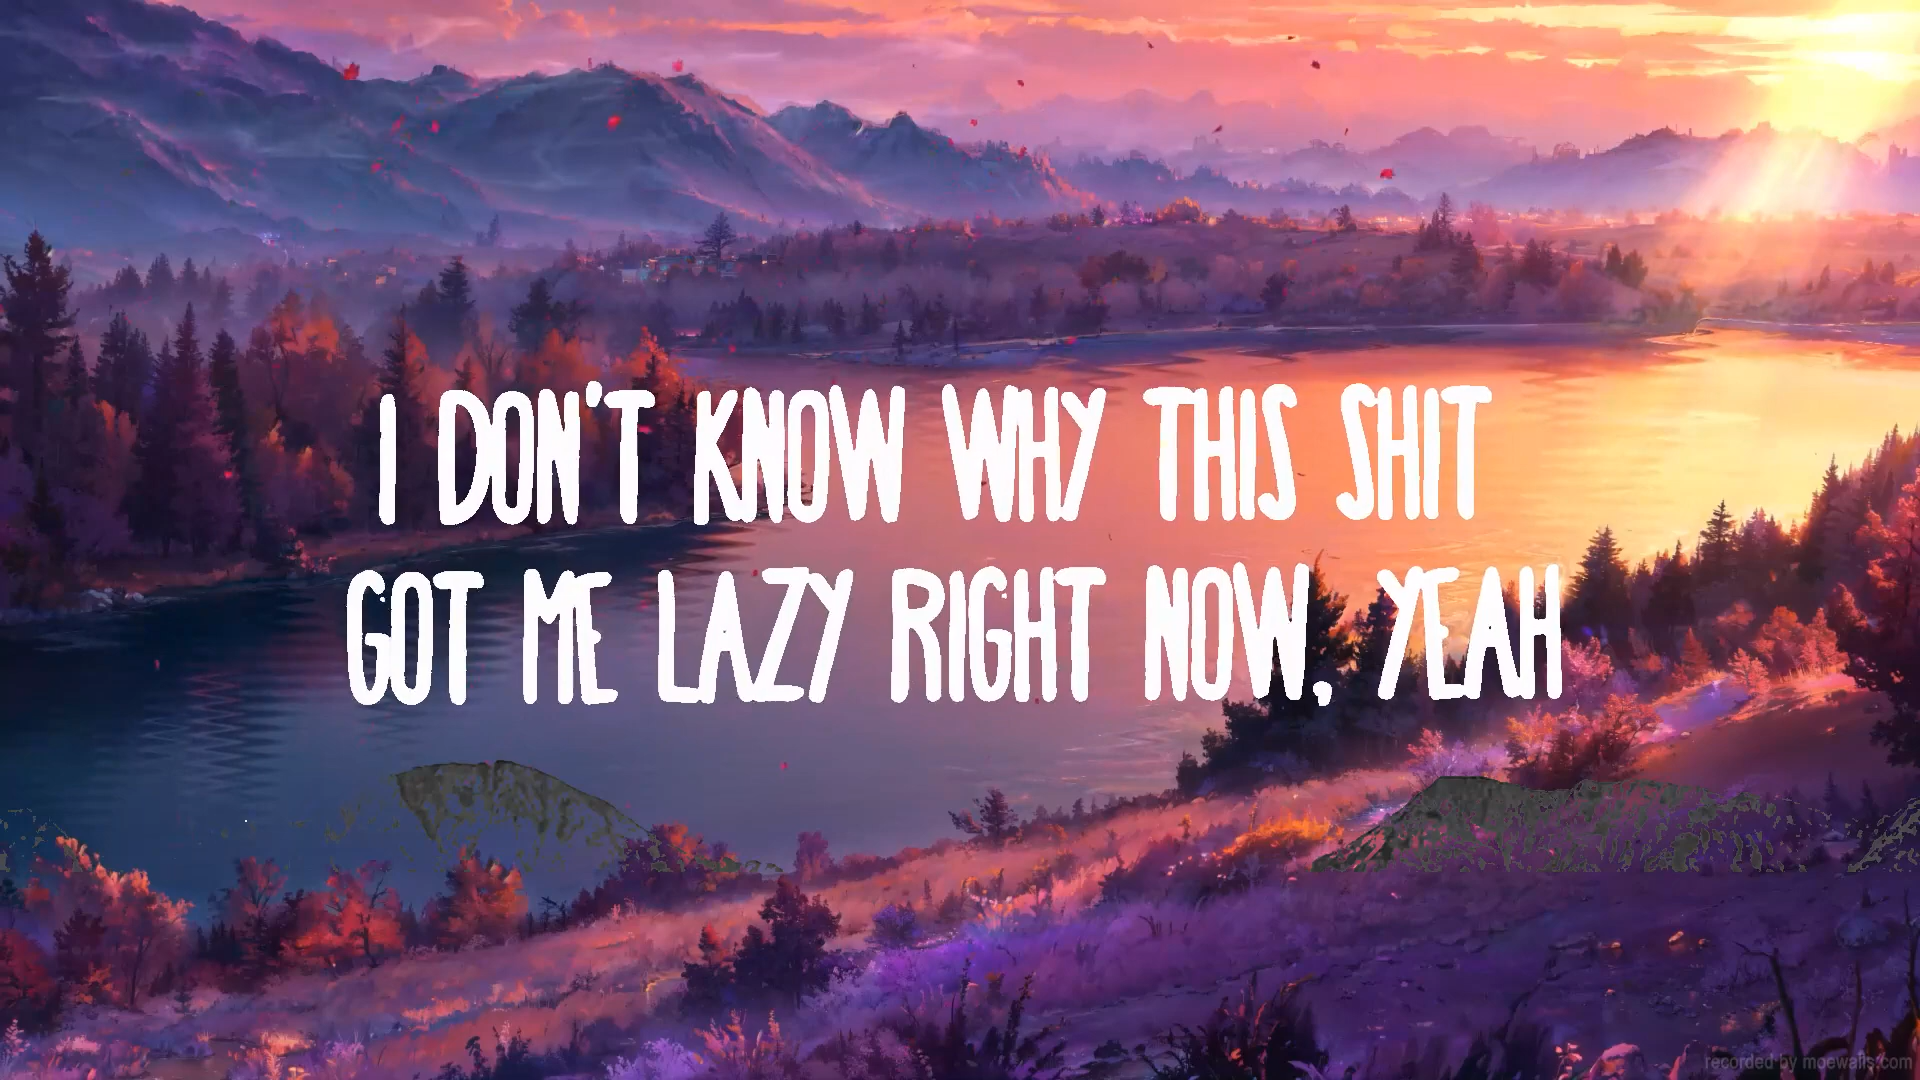 I DON'T KNOW WHY THIS SHIT
GOT ME LAZY RIGHT NOW, YEAH
recorded by moewalls.com